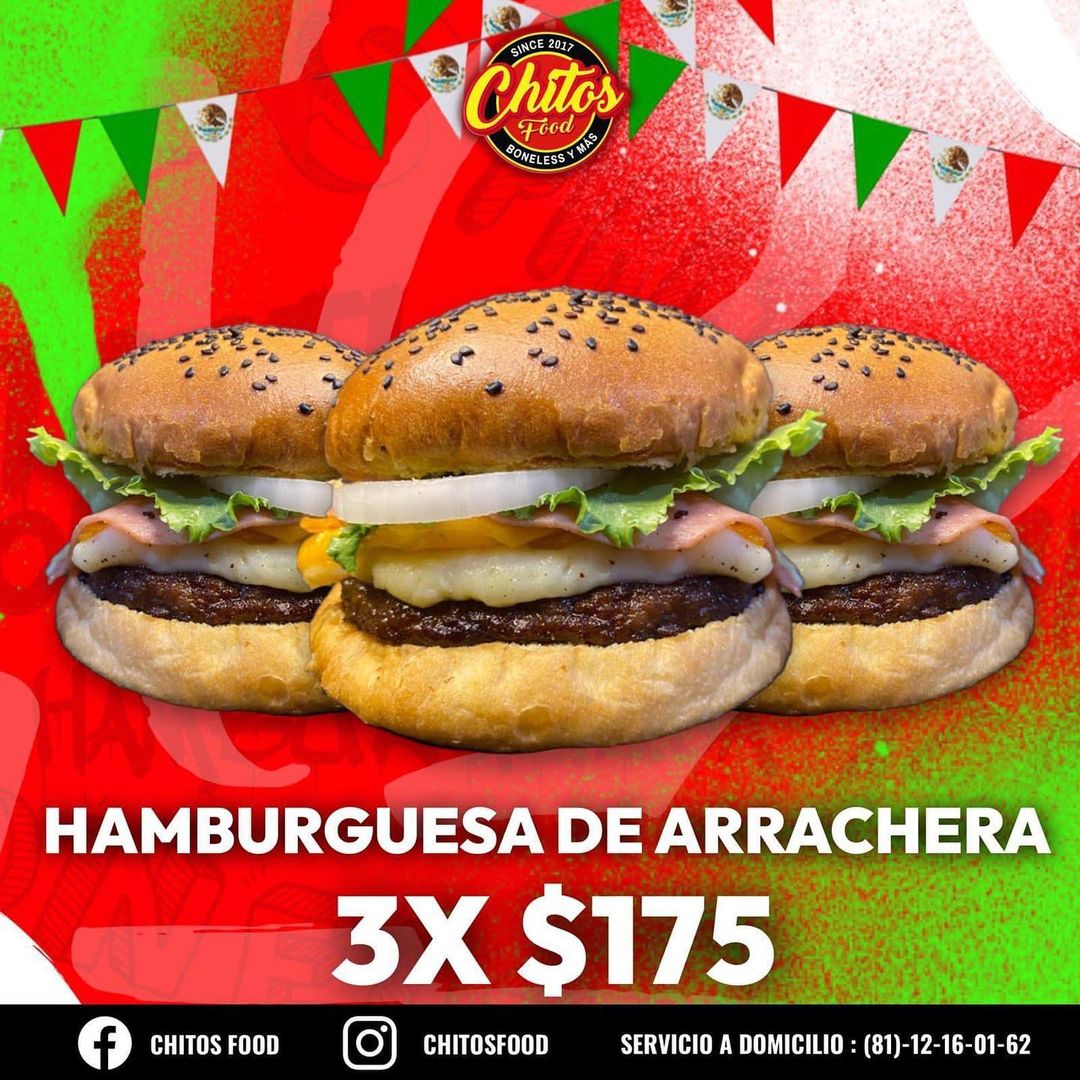 SINCE 2017
Chitos
Food
BONELESS Y MÁS
HAMBURGUESA DE ARRACHERA
3X $175
CHITOS FOOD
CHITOSFOOD
SERVICIO A DOMICILIO : (81)-12-16-01-62